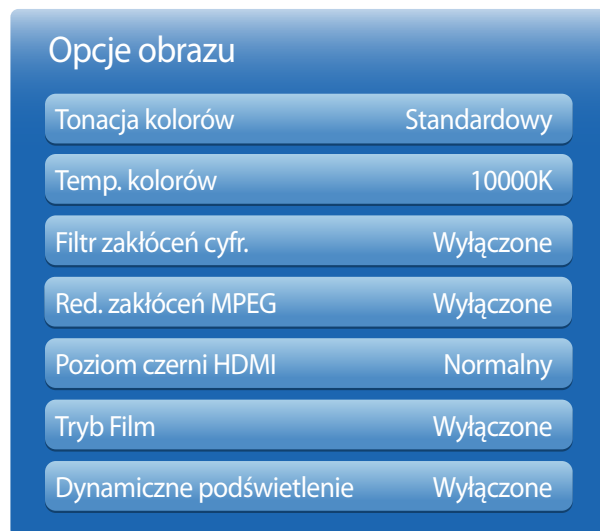 Opcje obrazu
Tonacja kolorów Standardowy
Temp. kolorów 10000K
Filtr zakłóceń cyfr. Wyłączone
Red. zakłóceń MPEG Wyłączone
Poziom czerni HDMI Normalny
Tryb Film Wyłączone
Dynamiczne podświetlenie Wyłączone